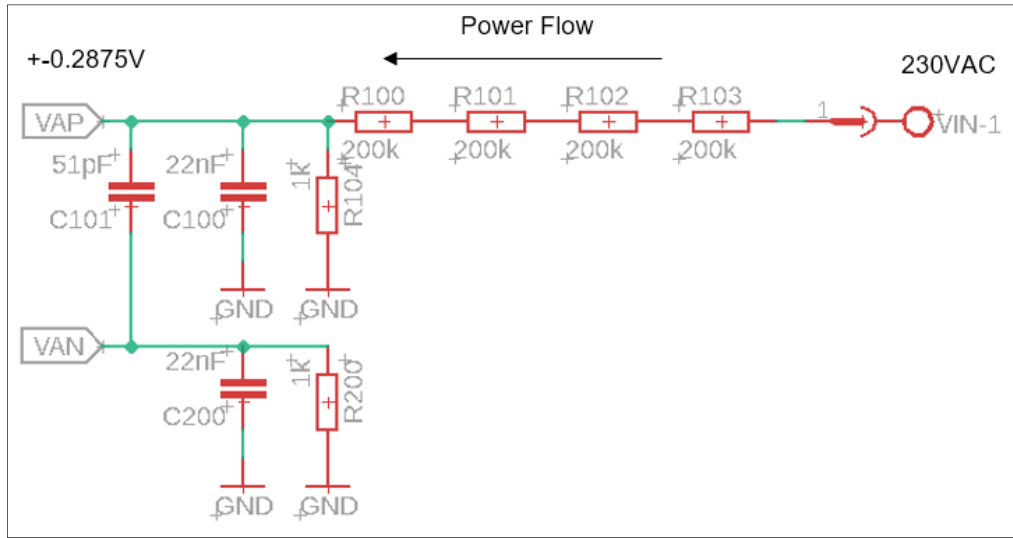 Power Flow
+-0.2875V
230VAC
R100
R101
R102
R103
VAP
1
VIN-1
200k
200k
200k
200k
51pF
22nF
1k
R104
C101
C100
GND
GND
VAN
22nF
1k
R200
C200
GND
GND